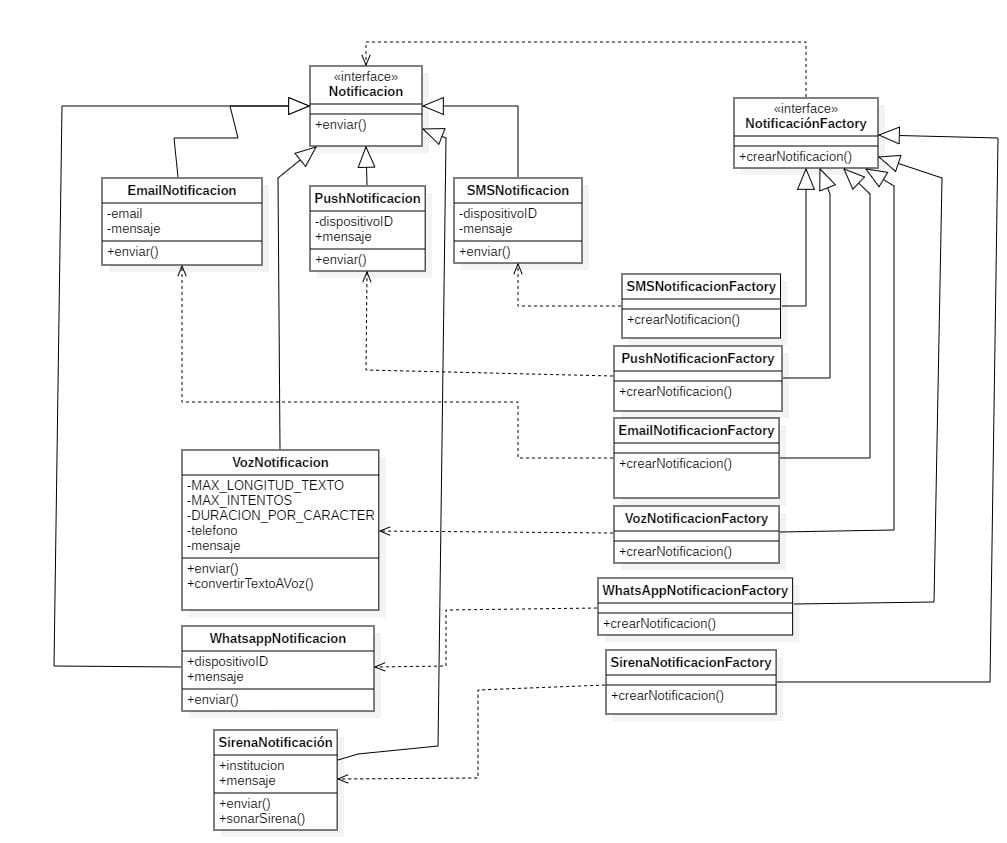 «interface»
Notificacion
+enviar()
«interface»
NotificaciónFactory
+crearNotificacion()
EmailNotificacion
-email
-mensaje
+enviar()
PushNotificacion
-dispositivoID
+mensaje
+enviar()
SMSNotificacion
-dispositivoID
-mensaje
+enviar()
SMSNotificacionFactory
+crearNotificacion()
PushNotificacionFactory
+crearNotificacion()
EmailNotificacionFactory
+crearNotificacion()
VozNotificacion
-MAX_LONGITUD_TEXTO
-MAX_INTENTOS
-DURACION_POR_CARACTER
-telefono
-mensaje
+enviar()
+convertirTextoAVoz()
VozNotificacionFactory
+crearNotificacion()
WhatsAppNotificacionFactory
+crearNotificacion()
WhatsappNotificacion
+dispositivoID
+mensaje
+enviar()
SirenaNotificacionFactory
+crearNotificacion()
SirenaNotificación
+institucion
+mensaje
+enviar()
+sonarSirena()